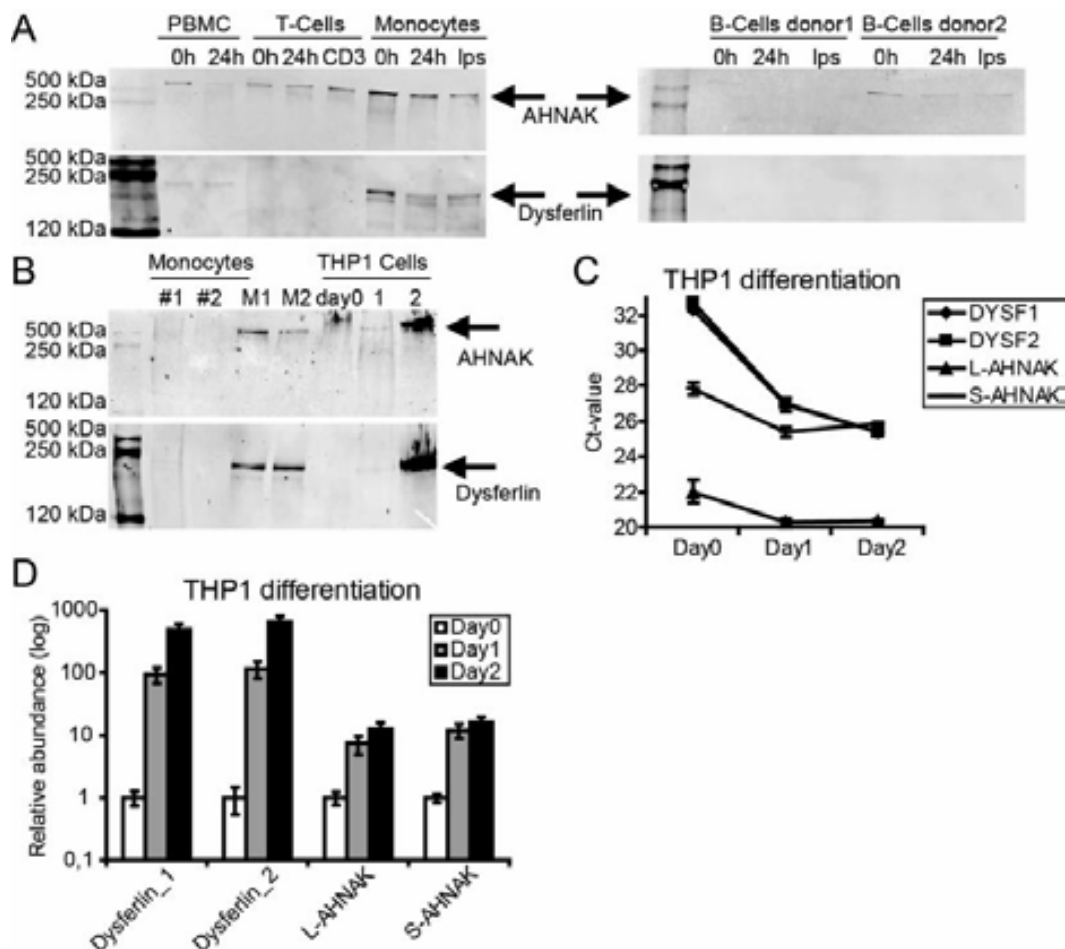 A
PBMC T-Cells Monocytes B-Cells donor1 B-Cells donor2
0h 24h 0h 24h CD3 0h 24h lps 0h 24h lps 0h 24h lps
500 kDa
250 kDa
AHNAK
500 kDa
250 kDa
120 kDa
Dysferlin
B
Monocytes THP1 Cells
#1 #2 M1 M2 day0 1 2
500 kDa
250 kDa
120 kDa
AHNAK
500 kDa
250 kDa
120 kDa
Dysferlin
C
THP1 differentiation
Ct-value
32
30
28
26
24
22
20
Day0 Day1 Day2
DYSF1
DYSF2
L-AHNAK
S-AHNAK
D
THP1 differentiation
Relative abundance (log)
1000
100
10
1
0,1
Day0
Day1
Day2
Dysferlin_1 Dysferlin_2 L-AHNAK S-AHNAK